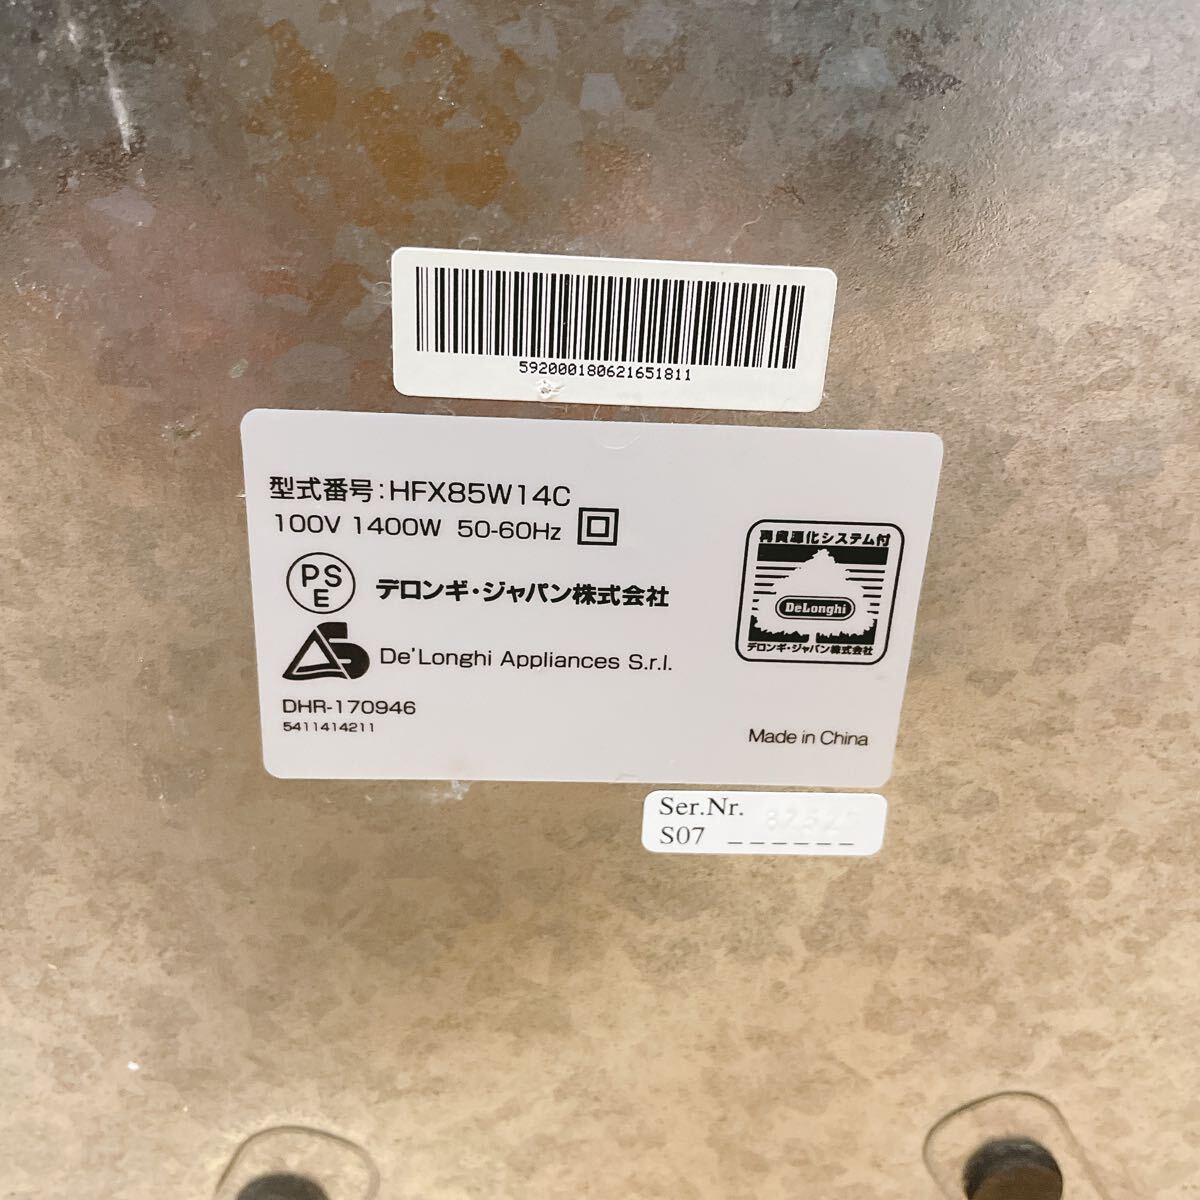 592000180621651811
型式番号:HFX85W14C
100V 1400W 50-60Hz
PSE
デロンギ・ジャパン株式会社
De'Longhi Appliances S.r.l.
DHR-170946
5411414211
再資源化システム付
DeLonghi
デロンギ・ジャパン株式会社
Made in China
Ser.Nr.
S07